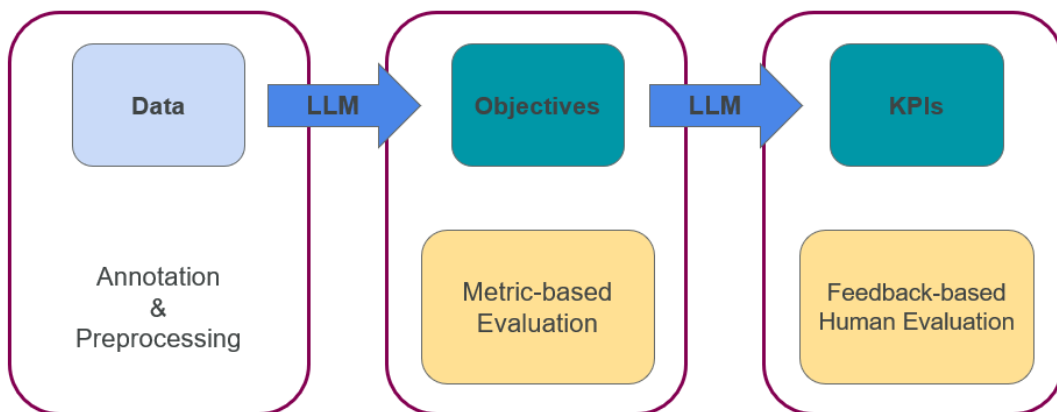 Data
LLM
Objectives
LLM
KPIs
Annotation
&
Preprocessing
Metric-based
Evaluation
Feedback-based
Human Evaluation